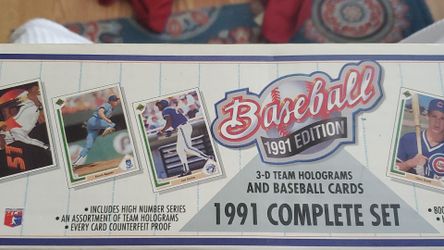 Baseball
1991 EDITION
3-D TEAM HOLOGRAMS
AND BASEBALL CARDS
1991 COMPLETE SET
• INCLUDES HIGH NUMBER SERIES
• AN ASSORTMENT OF TEAM HOLOGRAMS
• EVERY CARD COUNTERFEIT PROOF